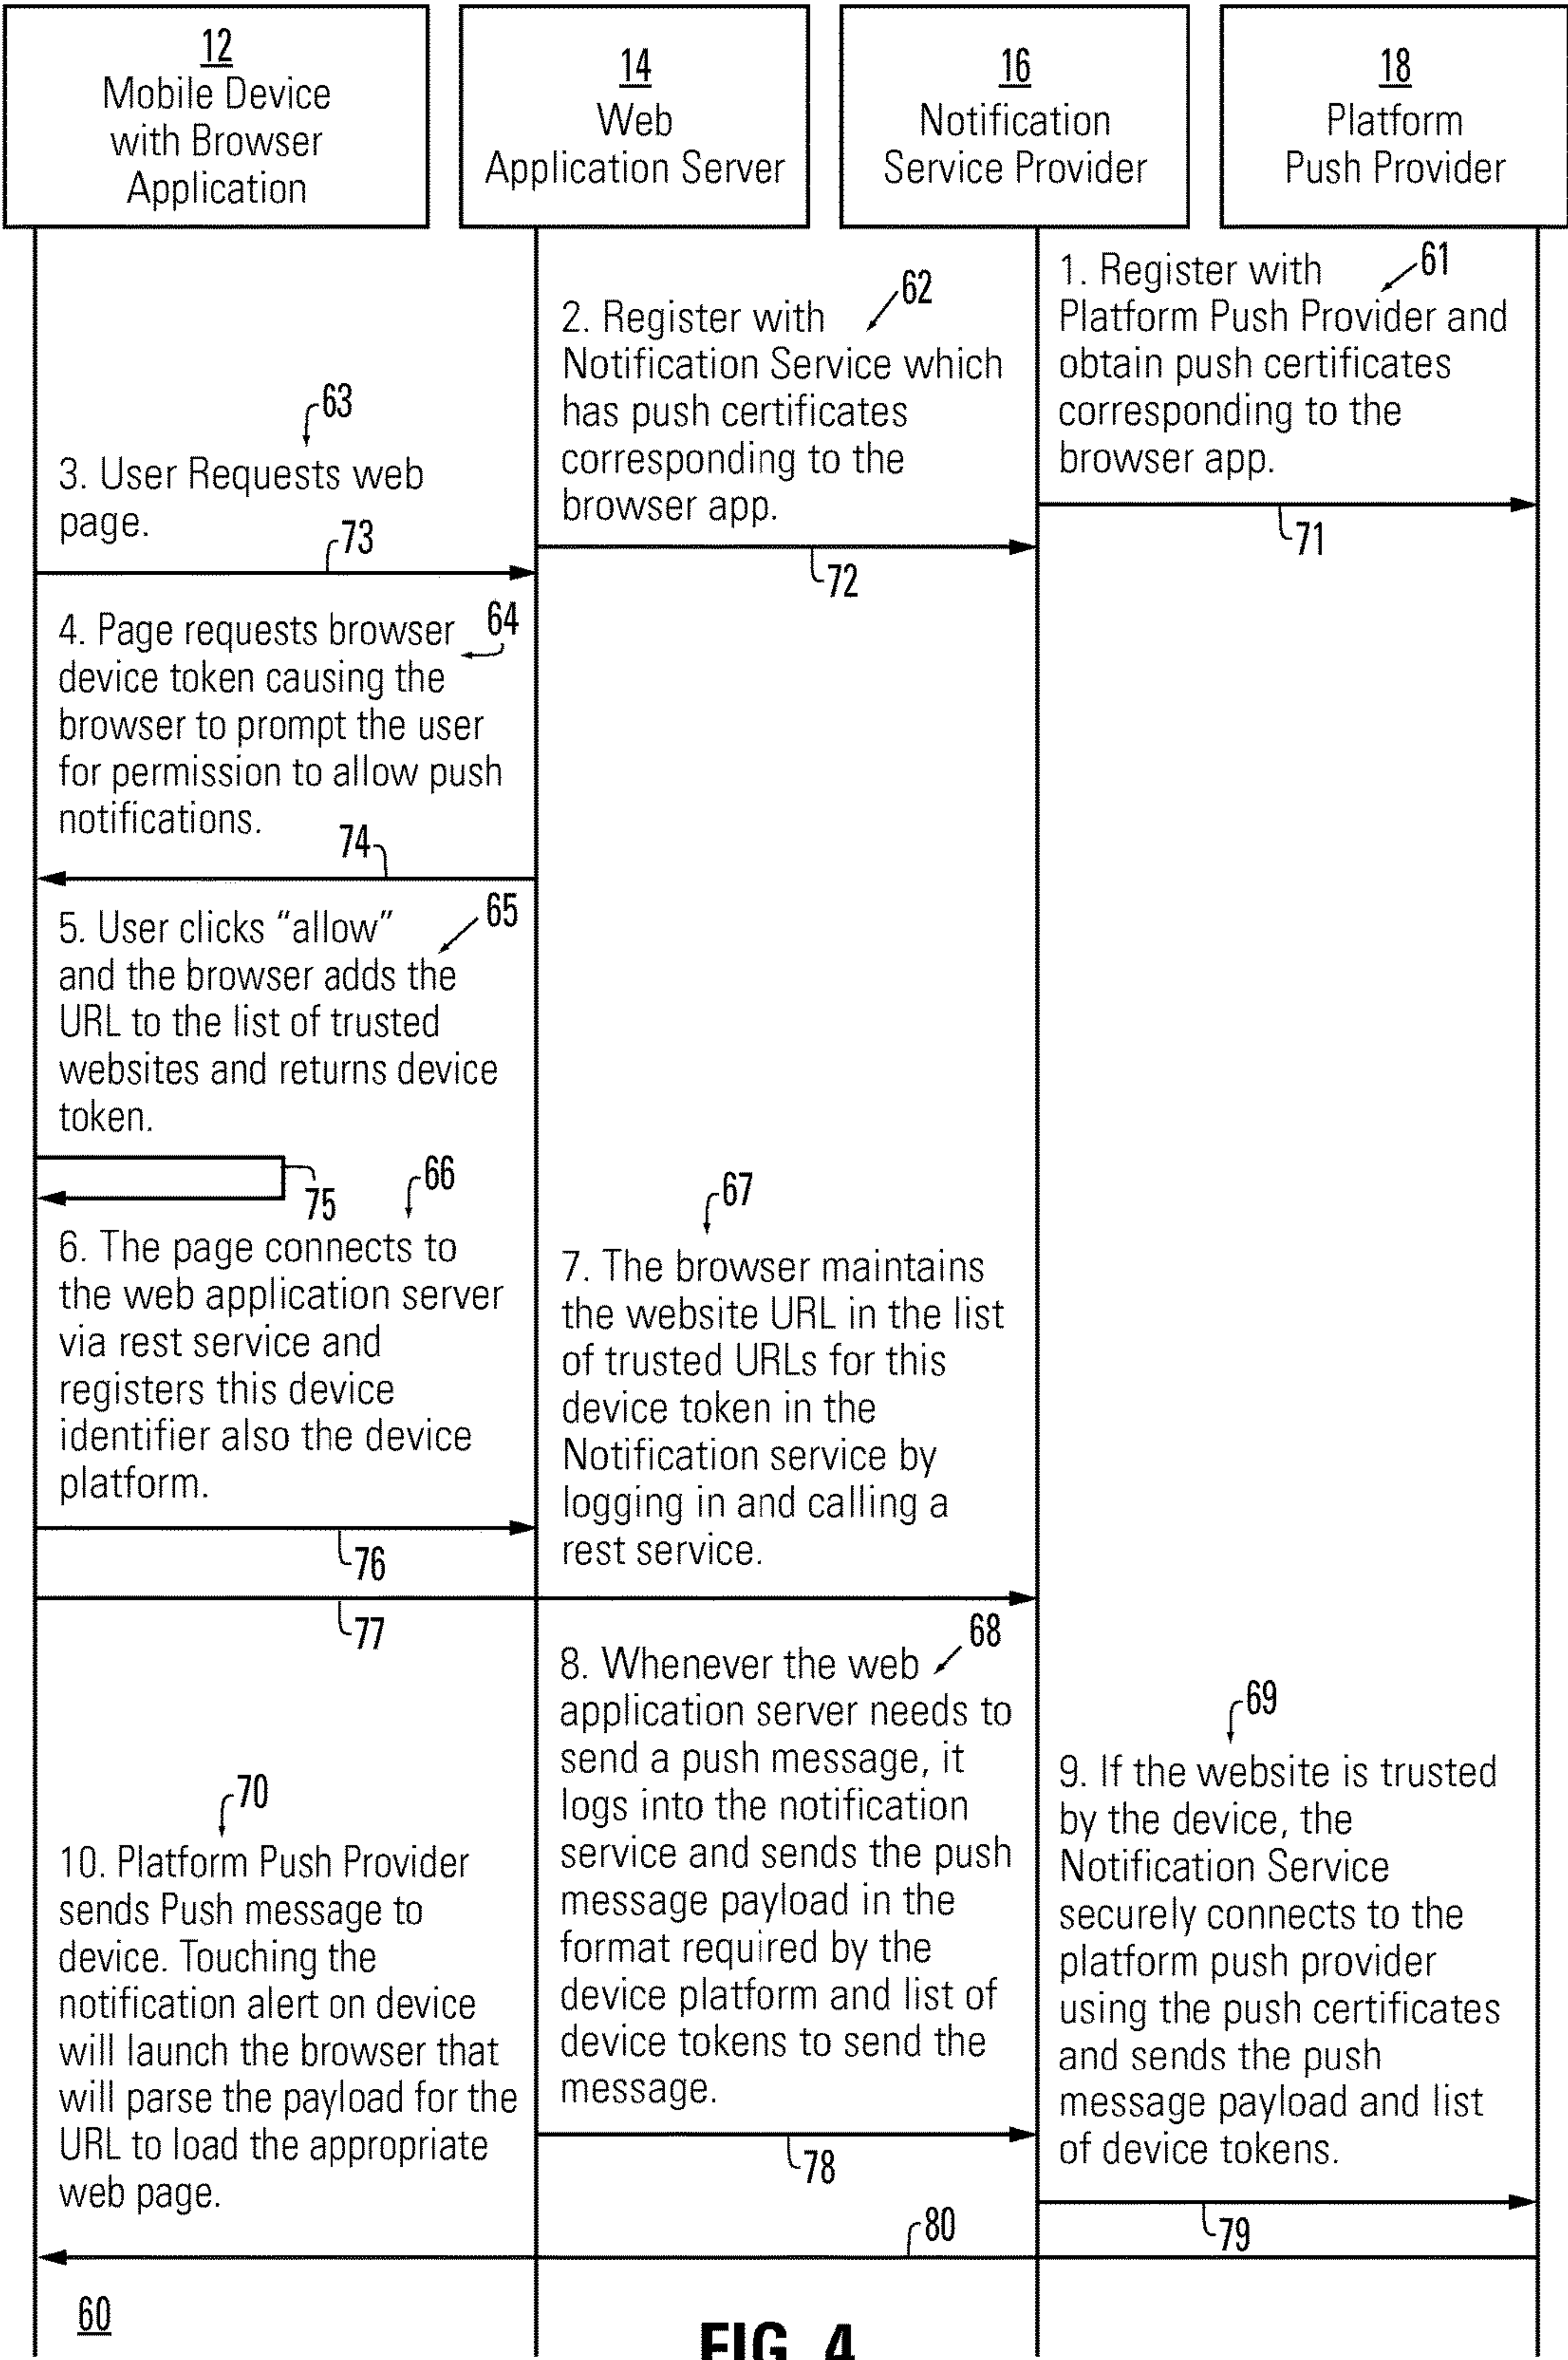 12
Mobile Device
with Browser
Application
14
Web
Application Server
16
Notification
Service Provider
18
Platform
Push Provider
61
1. Register with
Platform Push Provider and
obtain push certificates
corresponding to the
browser app.
71
62
2. Register with
Notification Service which
has push certificates
corresponding to the
browser app.
72
63
3. User Requests web
page.
73
64
4. Page requests browser
device token causing the
browser to prompt the user
for permission to allow push
notifications.
74
65
5. User clicks “allow”
and the browser adds the
URL to the list of trusted
websites and returns device
token.
75
66
6. The page connects to
the web application server
via rest service and
registers this device
identifier also the device
platform.
76
67
7. The browser maintains
the website URL in the list
of trusted URLs for this
device token in the
Notification service by
logging in and calling a
rest service.
77
68
8. Whenever the web
application server needs to
send a push message, it
logs into the notification
service and sends the push
message payload in the
format required by the
device platform and list of
device tokens to send the
message.
78
69
9. If the website is trusted
by the device, the
Notification Service
securely connects to the
platform push provider
using the push certificates
and sends the push
message payload and list
of device tokens.
79
70
10. Platform Push Provider
sends Push message to
device. Touching the
notification alert on device
will launch the browser that
will parse the payload for the
URL to load the appropriate
web page.
80
60
FIG. 4